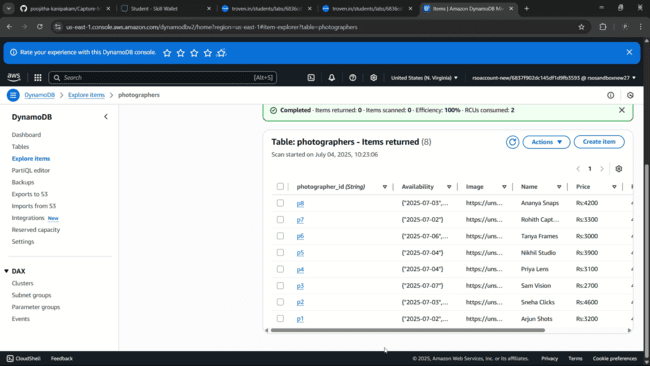 poojitha-kanipakam/Capture-M
Student - Skill Wallet
troven.in/students/labs/6836c
troven.in/students/labs/6836c
Items | Amazon DynamoDB M
us-east-1.console.aws.amazon.com/dynamodbv2/home?region=us-east-1#item-explorer?table=photographers
Rate your experience with this DynamoDB console.
aws
Search
[Alt+S]
United States (N. Virginia)
rsoaccount-new/6837f902dc145df1d9fb3593 @ rsosandboxnew27
DynamoDB > Explore items > photographers
DynamoDB
Dashboard
Tables
Explore items
PartiQL editor
Backups
Exports to S3
Imports from S3
Integrations New
Reserved capacity
Settings
DAX
Clusters
Subnet groups
Parameter groups
Events
Completed · Items returned: 0 · Items scanned: 0 · Efficiency: 100% · RCUs consumed: 2
Table: photographers - Items returned (8)
Scan started on July 04, 2025, 10:23:06
Actions
Create item
1
photographer_id (String) Availability Image Name Price
p8 {"2025-07-03",... https://uns... Ananya Snaps Rs:4200
p7 {"2025-07-02"} https://uns... Rohith Capt... Rs:3300
p6 {"2025-07-06",... https://uns... Tanya Frames Rs:3000
p5 {"2025-07-04"} https://uns... Nikhil Studio Rs:3900
p4 {"2025-07-04"} https://uns... Priya Lens Rs:3100
p3 {"2025-07-07"} https://uns... Sam Vision Rs:2700
p2 {"2025-07-03",... https://uns... Sneha Clicks Rs:4600
p1 {"2025-07-02",... https://uns... Arjun Shots Rs:3200
CloudShell
Feedback
© 2025, Amazon Web Services, Inc. or its affiliates.
Privacy
Terms
Cookie preferences